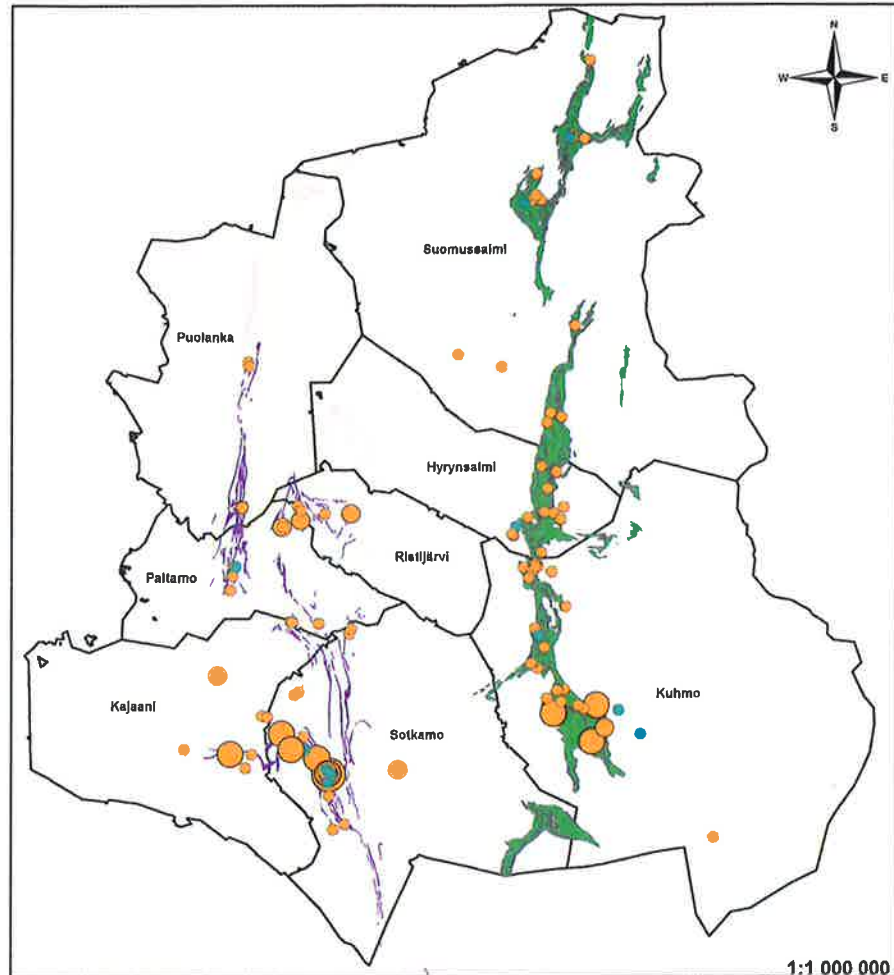 N
W E
S
Suomussalmi
Puolanka
Hyrynsalmi
Ristijärvi
Paltamo
Kuhmo
Kajaani
Sotkamo
1:1 000 000